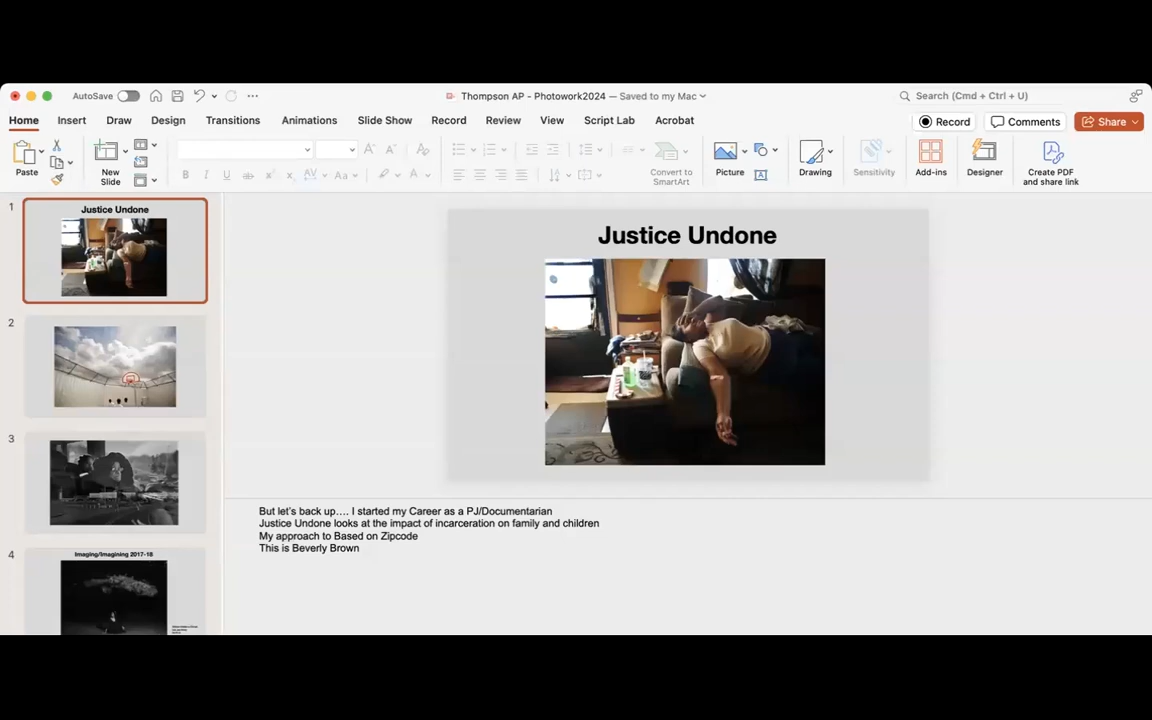 AutoSave
Thompson AP - Photowork2024 — Saved to my Mac
Search (Cmd + Ctrl + U)
Home Insert Draw Design Transitions Animations Slide Show Record Review View Script Lab Acrobat
Record Comments Share
Paste
New Slide
B I U ab x x AV Aa A
Convert to SmartArt
Picture
Drawing
Sensitivity
Add-ins
Designer
Create PDF and share link
1
Justice Undone
2
3
4
Imaging/Imagining 2017-18
Justice Undone
But let's back up…. I started my Career as a PJ/Documentarian
Justice Undone looks at the impact of incarceration on family and children
My approach to Based on Zipcode
This is Beverly Brown